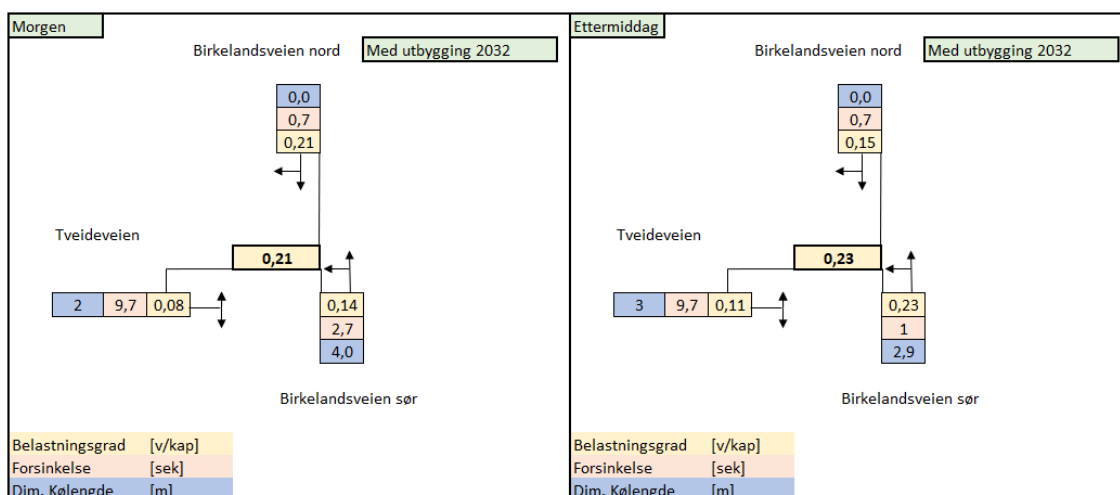 Morgen
Birkelandsveien nord
Med utbygging 2032
0,0
0,7
0,21
Tveideveien
0,21
2 9,7 0,08
0,14
2,7
4,0
Birkelandsveien sør
Belastningsgrad [v/kap]
Forsinkelse [sek]
Dim. Kølengde [m]
Ettermiddag
Birkelandsveien nord
Med utbygging 2032
0,0
0,7
0,15
Tveideveien
0,23
3 9,7 0,11
0,23
1
2,9
Birkelandsveien sør
Belastningsgrad [v/kap]
Forsinkelse [sek]
Dim. Kølengde [m]